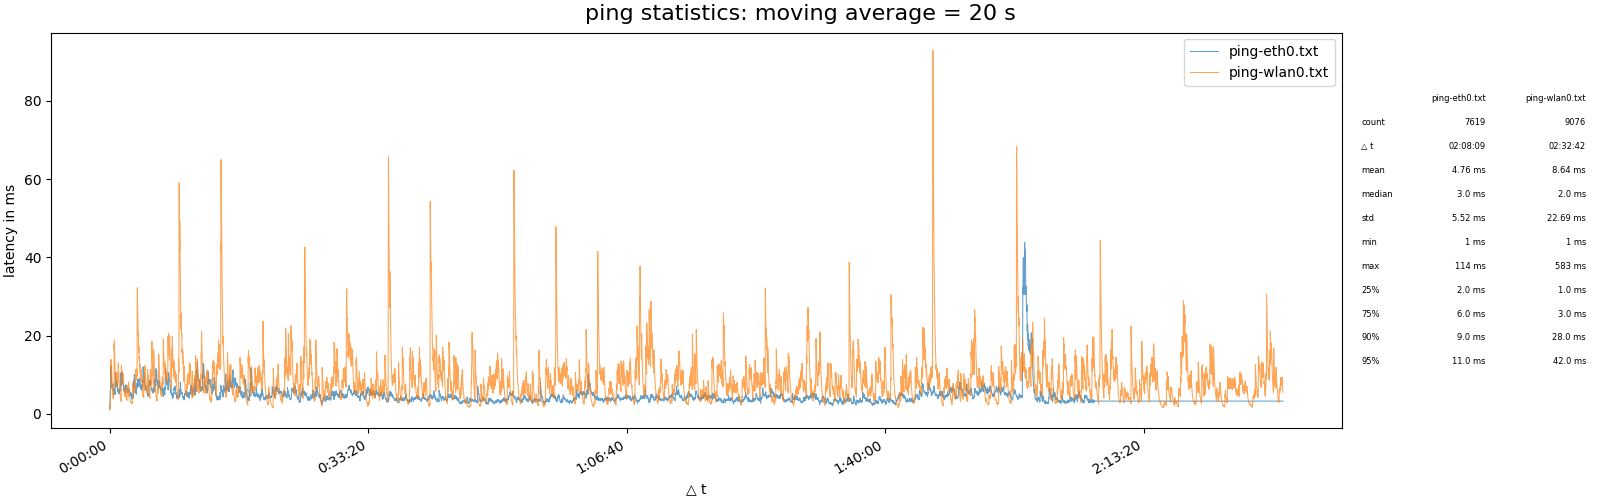 ping statistics: moving average = 20 s
latency in ms
80
60
40
20
0
0:00:00
0:33:20
1:06:40
1:40:00
2:13:20
△ t
ping-eth0.txt
ping-wlan0.txt
ping-eth0.txt ping-wlan0.txt
count 7619 9076
△ t 02:08:09 02:32:42
mean 4.76 ms 8.64 ms
median 3.0 ms 2.0 ms
std 5.52 ms 22.69 ms
min 1 ms 1 ms
max 114 ms 583 ms
25% 2.0 ms 1.0 ms
75% 6.0 ms 3.0 ms
90% 9.0 ms 28.0 ms
95% 11.0 ms 42.0 ms